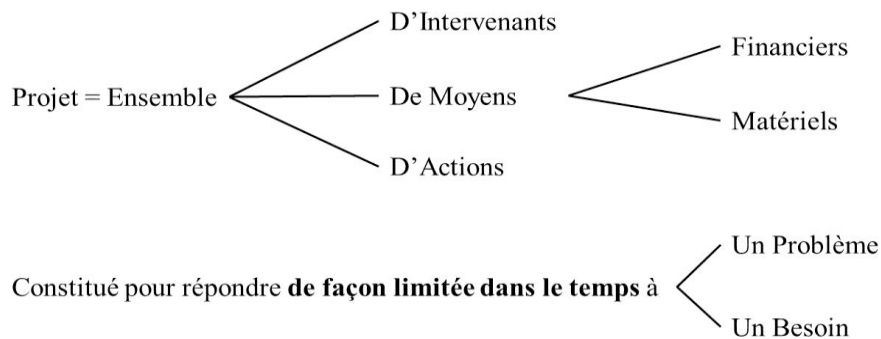 D’Intervenants
Financiers
Projet = Ensemble
De Moyens
Matériels
D’Actions
Un Problème
Constitué pour répondre de façon limitée dans le temps à
Un Besoin